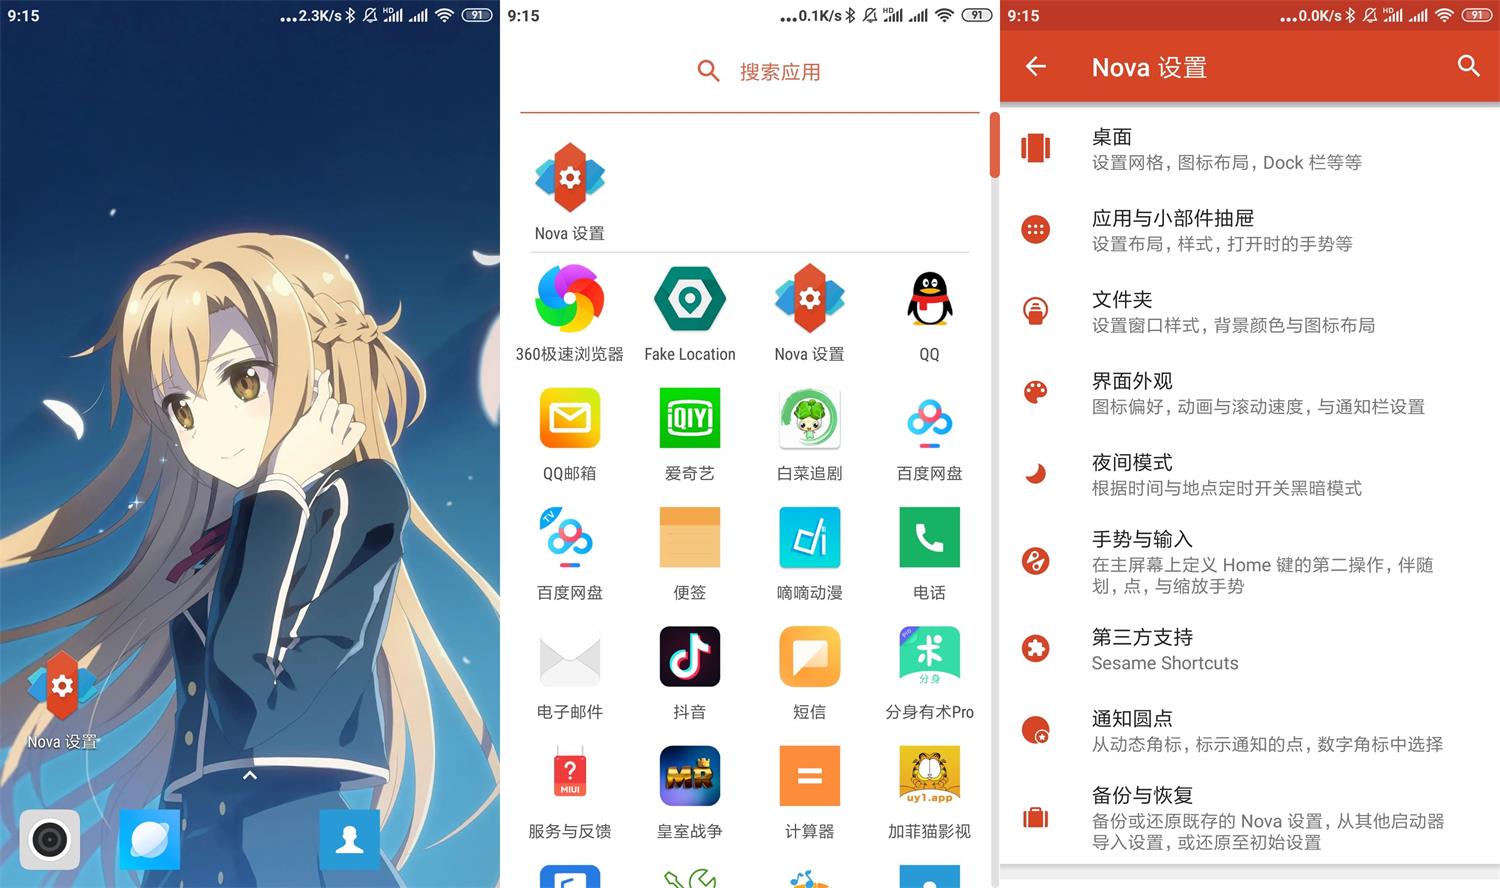 9:15
...2.3K/s
HD
91
Nova 设置
9:15
...0.1K/s
HD
91
搜索应用
Nova 设置
360极速浏览器
Fake Location
Nova 设置
QQ
iQIYI
QQ邮箱
爱奇艺
白菜追剧
百度网盘
TV
百度网盘
便签
嘀嘀动漫
电话
Pro
术
分身
电子邮件
抖音
短信
分身有术Pro
?
MIUI
MR
=
uy1.app
服务与反馈
皇室战争
计算器
加菲猫影视
9:15
...0.0K/s
HD
91
Nova 设置
桌面
设置网格，图标布局，Dock 栏等等
应用与小部件抽屉
设置布局，样式，打开时的手势等
文件夹
设置窗口样式，背景颜色与图标布局
界面外观
图标偏好，动画与滚动速度，与通知栏设置
夜间模式
根据时间与地点定时开关黑暗模式
手势与输入
在主屏幕上定义 Home 键的第二操作，伴随
划，点，与缩放手势
第三方支持
Sesame Shortcuts
通知圆点
从动态角标，标示通知的点，数字角标中选择
备份与恢复
备份或还原既存的 Nova 设置，从其他启动器
导入设置，或还原至初始设置